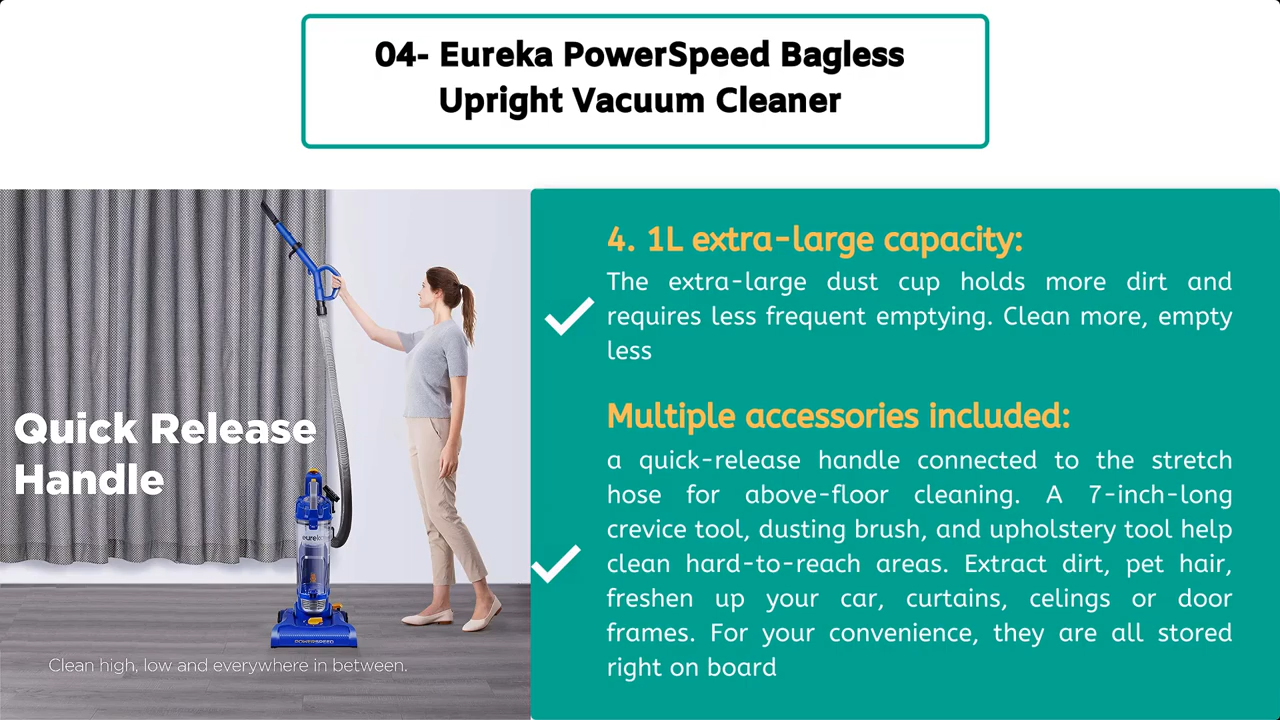 04- Eureka PowerSpeed Bagless
Upright Vacuum Cleaner
Quick Release
Handle
eureka
POWERSPEED
Clean high, low and everywhere in between.
4. 1L extra-large capacity:
The extra-large dust cup holds more dirt and
requires less frequent emptying. Clean more, empty
less
Multiple accessories included:
a quick-release handle connected to the stretch
hose for above-floor cleaning. A 7-inch-long
crevice tool, dusting brush, and upholstery tool help
clean hard-to-reach areas. Extract dirt, pet hair,
freshen up your car, curtains, celings or door
frames. For your convenience, they are all stored
right on board